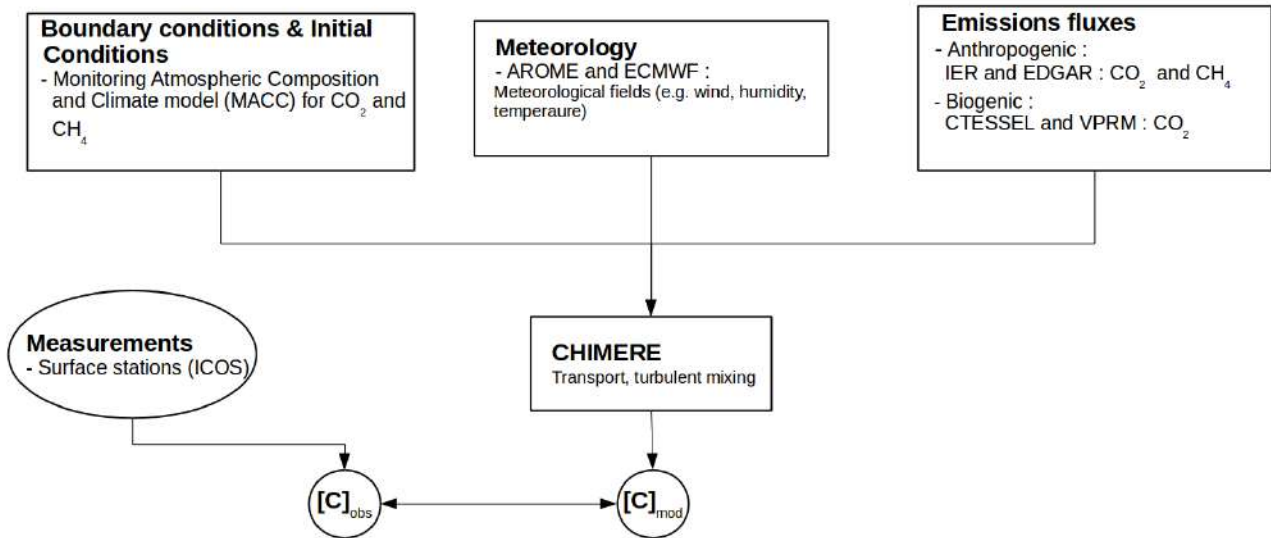 Boundary conditions & Initial
Conditions
- Monitoring Atmospheric Composition
and Climate model (MACC) for CO₂ and
CH₄
Meteorology
- AROME and ECMWF :
Meteorological fields (e.g. wind, humidity,
temperaure)
Emissions fluxes
- Anthropogenic :
IER and EDGAR : CO₂ and CH₄
- Biogenic :
CTESSEL and VPRM : CO₂
Measurements
- Surface stations (ICOS)
CHIMERE
Transport, turbulent mixing
[C]obs
[C]mod